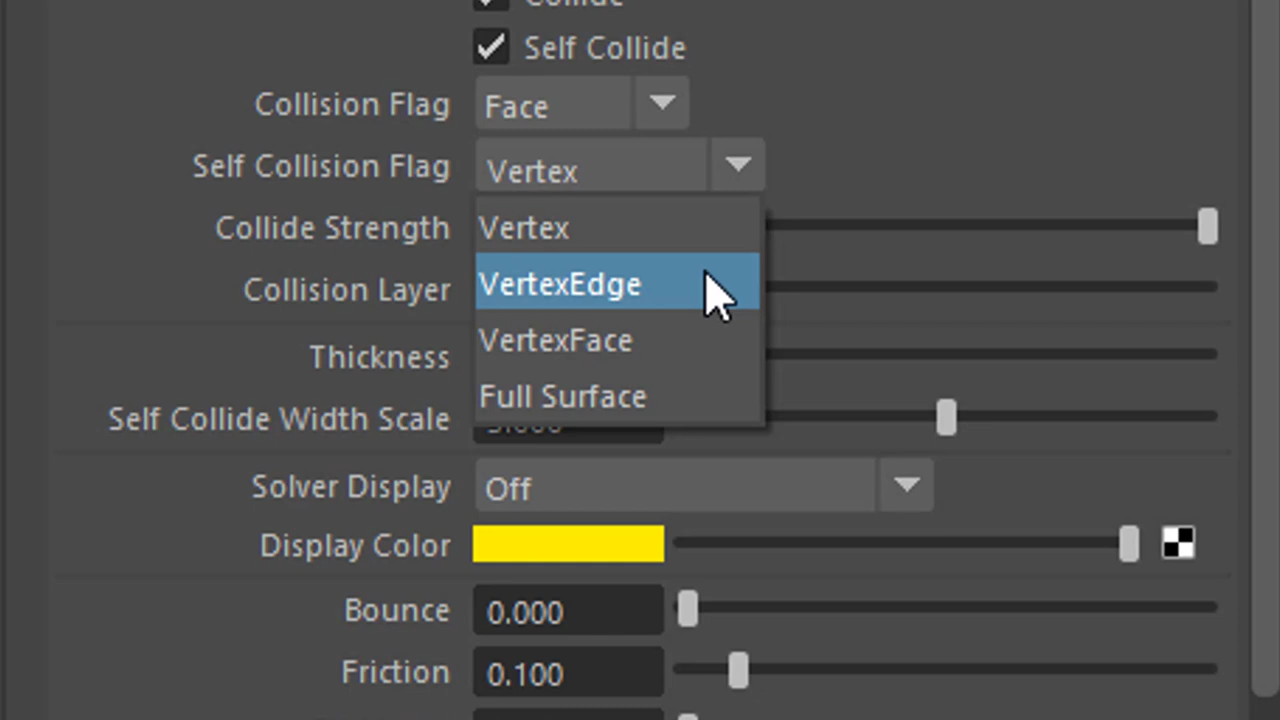 Collide
Self Collide
Collision Flag Face
Self Collision Flag Vertex
Collide Strength Vertex
VertexEdge
Collision Layer
VertexFace
Thickness
Full Surface
Self Collide Width Scale
Solver Display Off
Display Color
Bounce 0.000
Friction 0.100